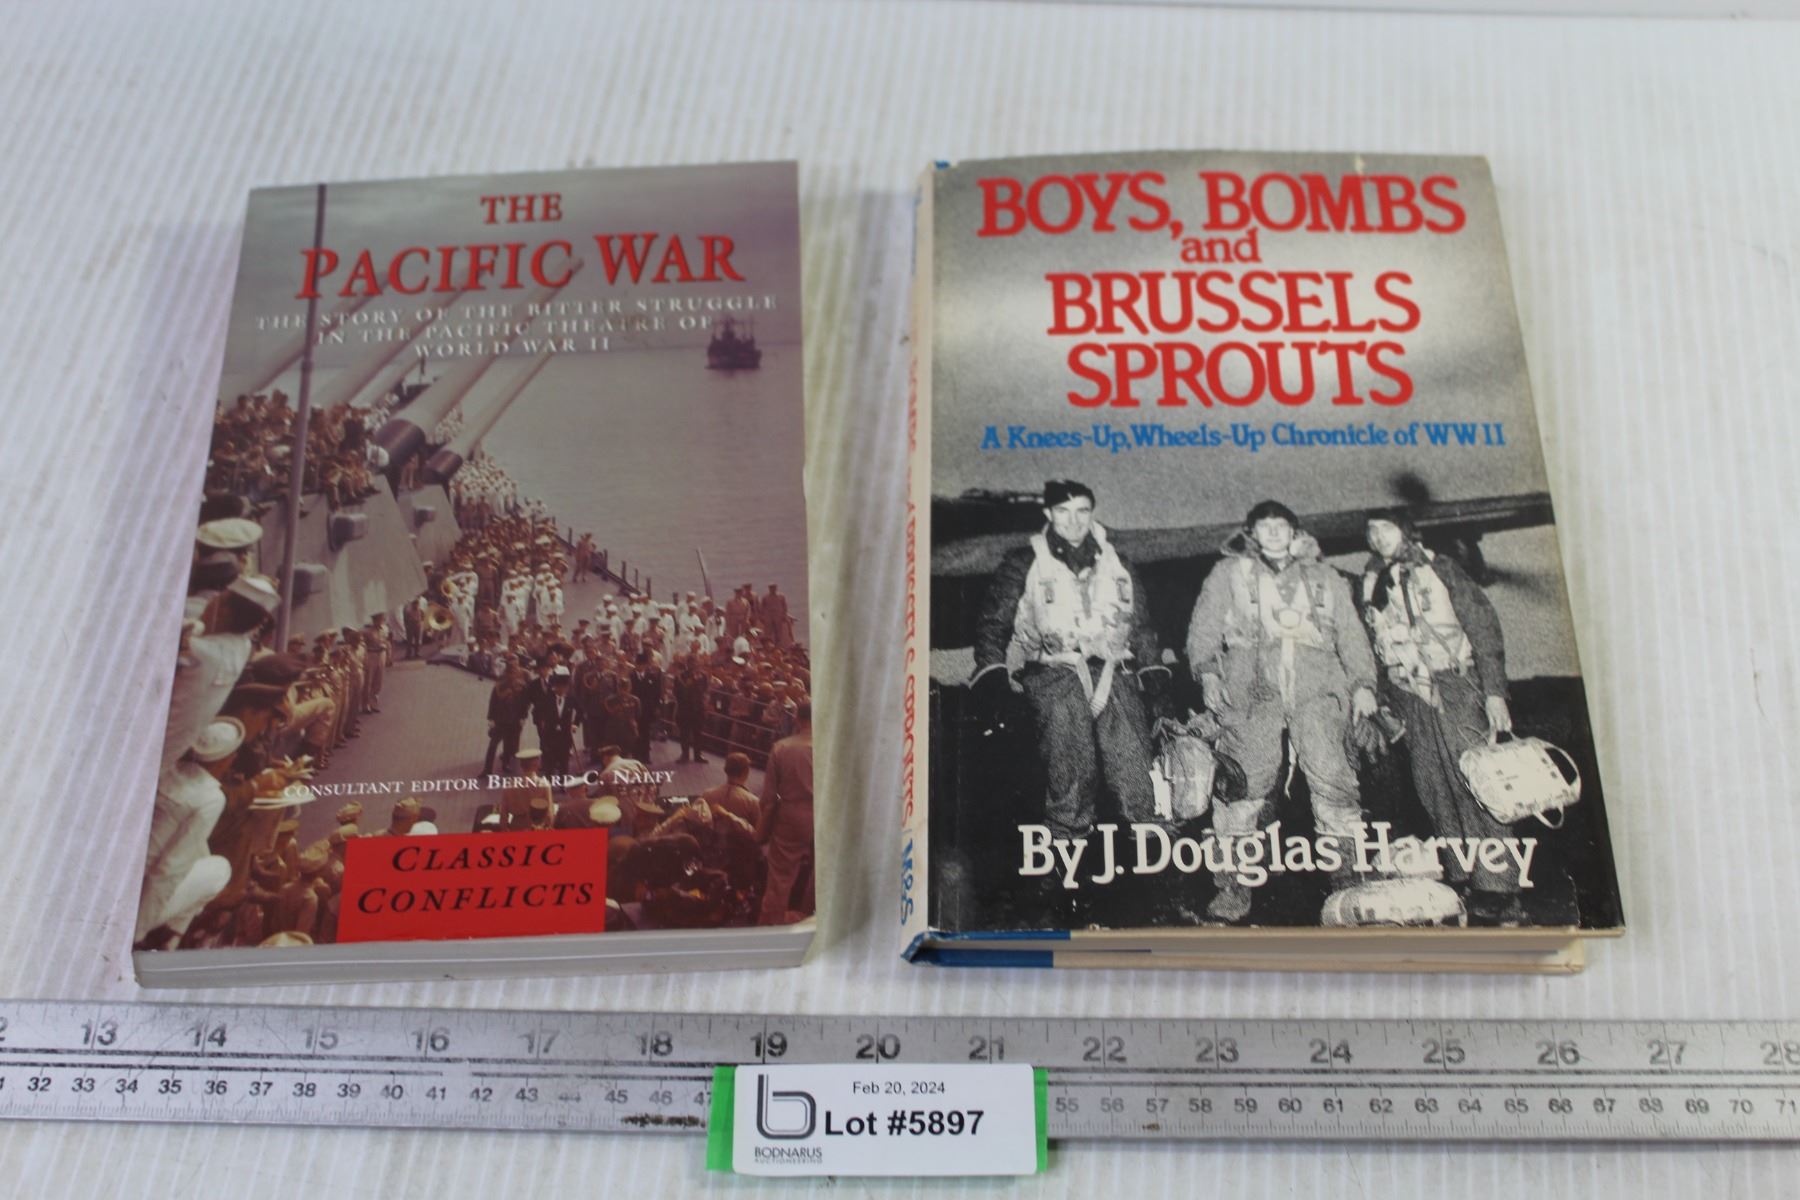 THE
PACIFIC WAR
THE STORY OF THE BITTER STRUGGLE
IN THE PACIFIC THEATRE OF
WORLD WAR II
CONSULTANT EDITOR BERNARD C. NALFY
CLASSIC
CONFLICTS
BOYS, BOMBS
and
BRUSSELS
SPROUTS
A Knees-Up, Wheels-Up Chronicle of WW II
By J. Douglas Harvey
M&S
13 14 15 16 17 18 19 20 21 22 23 24 25 26 27 28
32 33 34 35 36 37 38 39 40 41 42 43 44 45 46 55 56 57 58 59 60 61 62 63 64 65 66 67 68 69 70 71
Feb 20, 2024
Lot #5897
BODNARUS
AUCTIONEERING